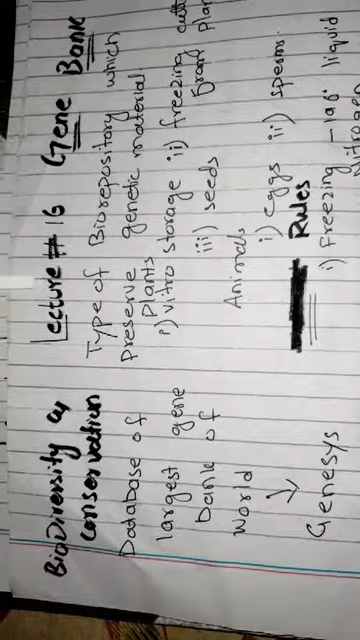 BioDiversity &
conservation
Database of
largest gene
bank of
World
↓
Genesys
Lecture # 16 Gene Bank
Type of Biorepository which
preserve genetic material.
Plants
i) vitro storage ii) freezing
iii) seeds
Animals
i) eggs ii) sperms.
Rules
i) Freezing -196° liquid
nitrogen